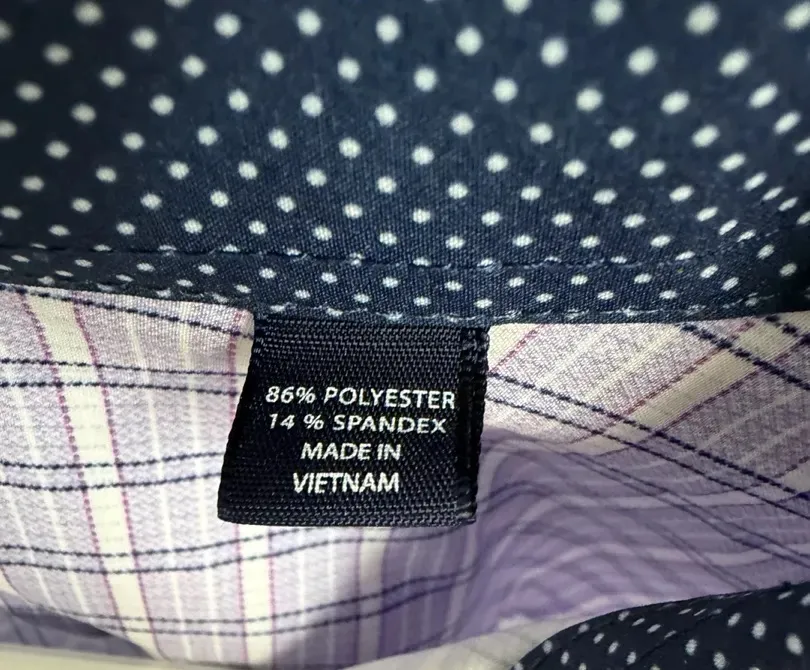 86% POLYESTER
14 % SPANDEX
MADE IN
VIETNAM